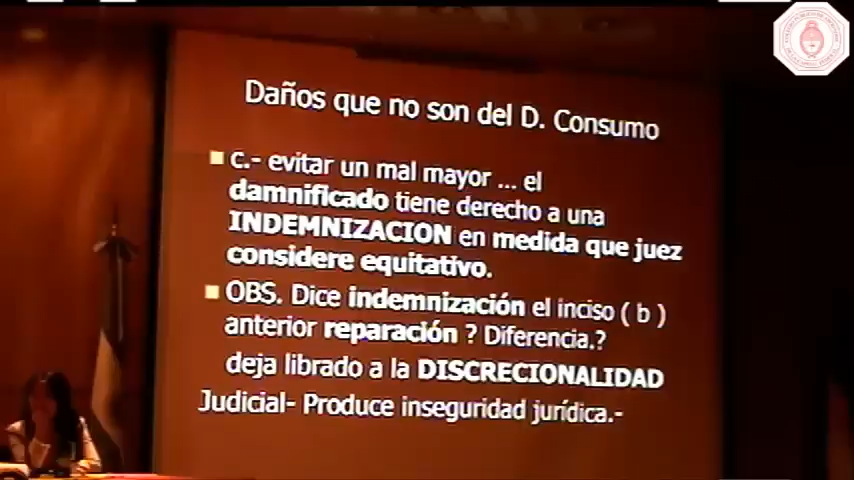 Daños que no son del D. Consumo
c.- evitar un mal mayor ... el
damnificado tiene derecho a una
INDEMNIZACION en medida que juez
considere equitativo.
OBS. Dice indemnización el inciso ( b )
anterior reparación ? Diferencia.?
deja librado a la DISCRECIONALIDAD
Judicial- Produce inseguridad jurídica.-